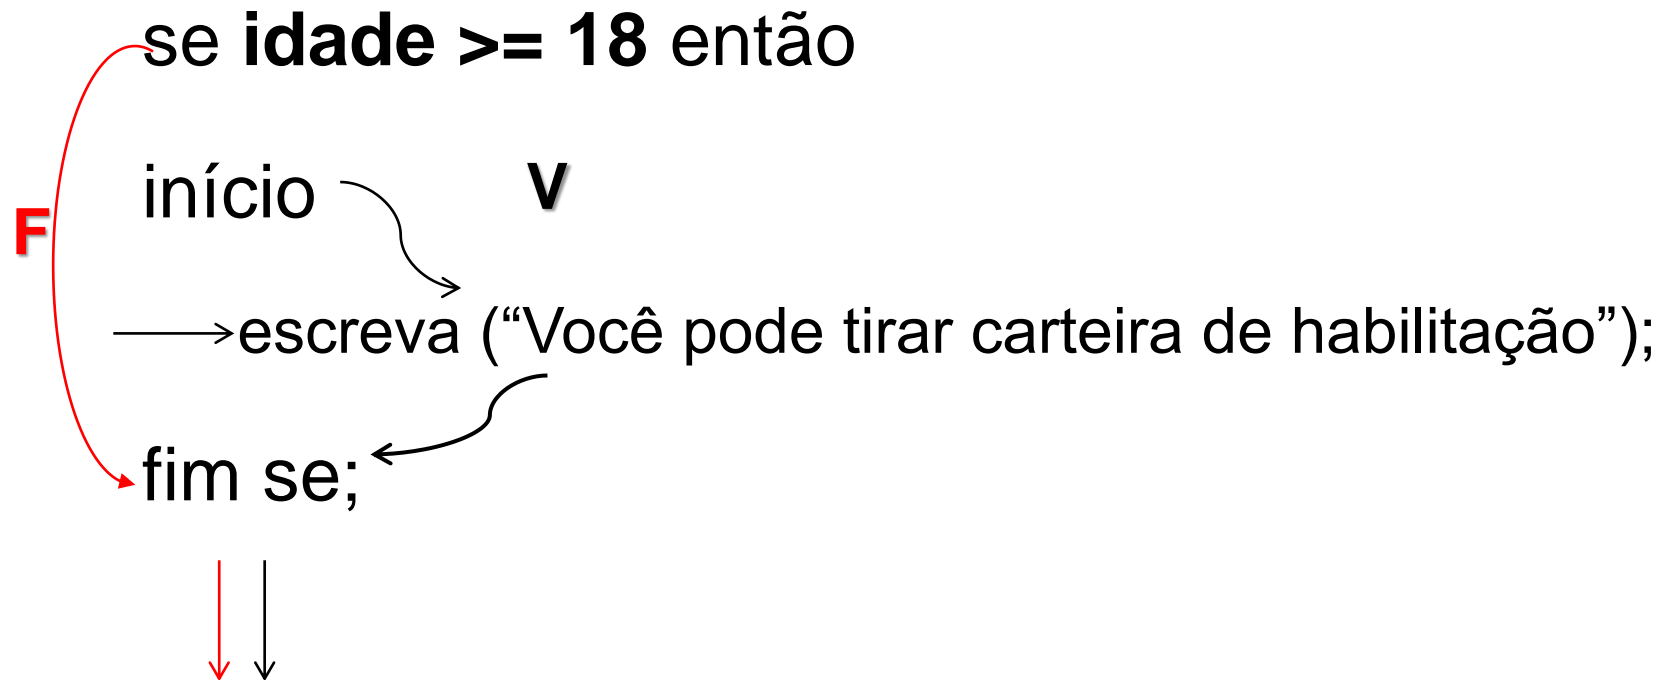 se idade >= 18 então
início V
F
escreva (“Você pode tirar carteira de habilitação”);
fim se;